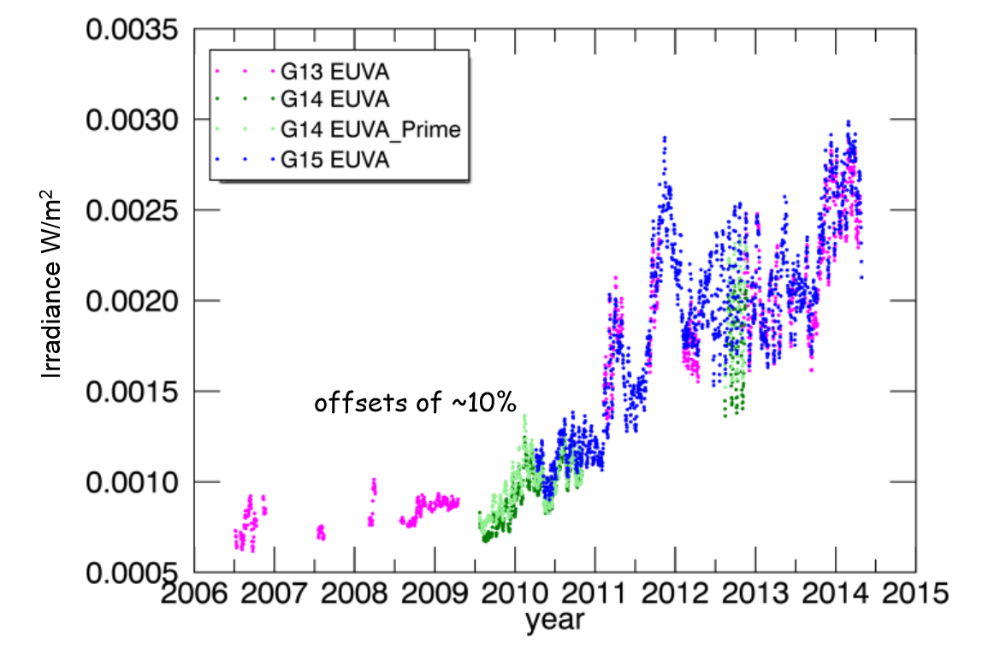 0.0035
0.0030
0.0025
0.0020
0.0015
0.0010
0.0005
Irradiance W/m²
G13 EUVA
G14 EUVA
G14 EUVA_Prime
G15 EUVA
offsets of ~10%
2006 2007 2008 2009 2010 2011 2012 2013 2014 2015
year